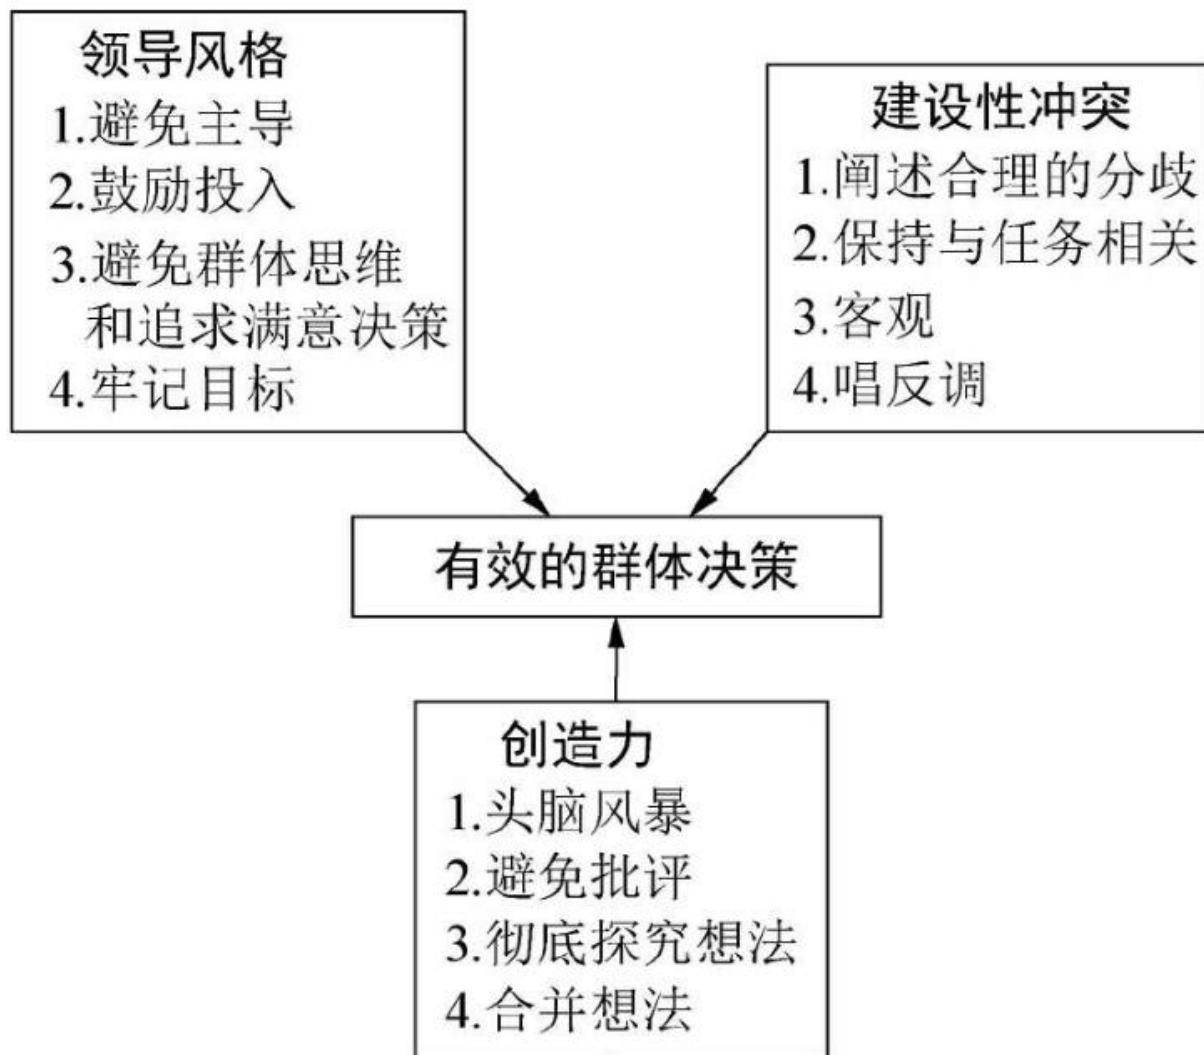 领导风格
1.避免主导
2.鼓励投入
3.避免群体思维
和追求满意决策
4.牢记目标
建设性冲突
1.阐述合理的分歧
2.保持与任务相关
3.客观
4.唱反调
有效的群体决策
创造力
1.头脑风暴
2.避免批评
3.彻底探究想法
4.合并想法